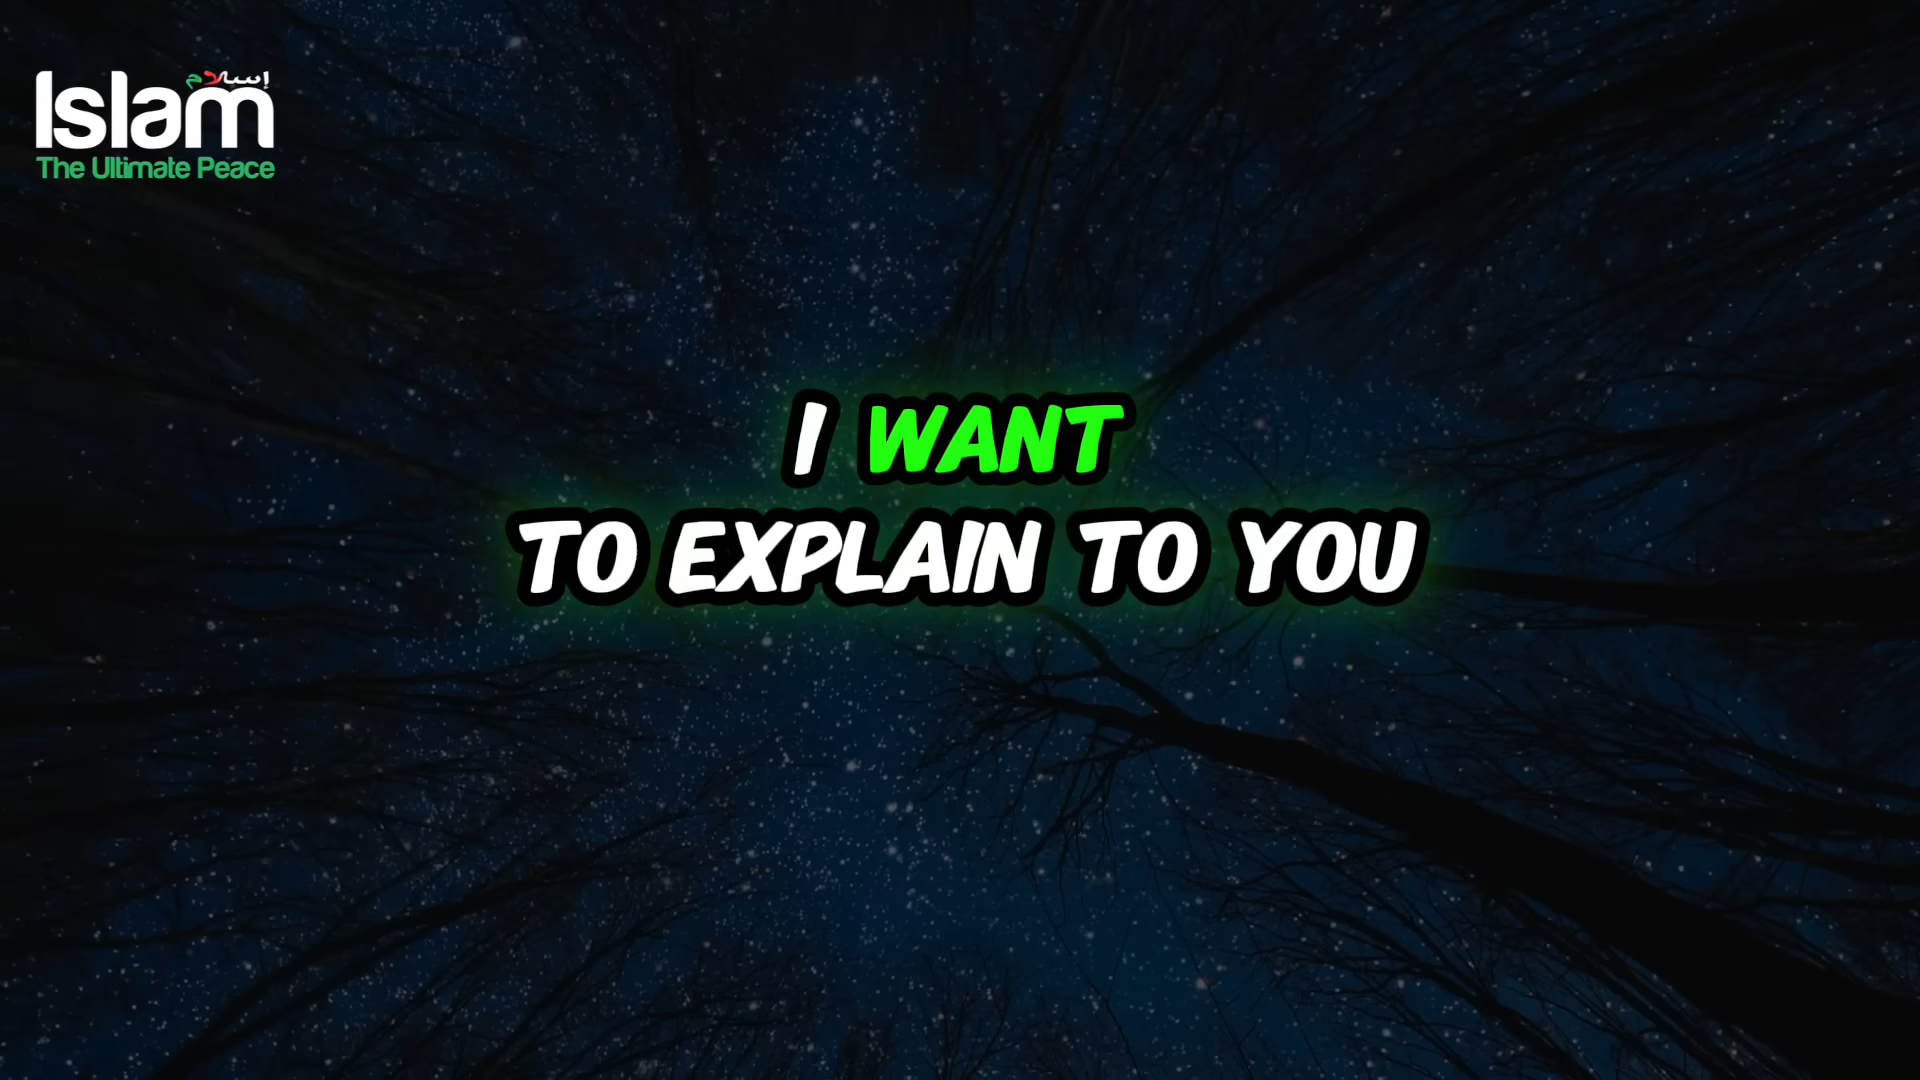 إسلام
Islam
The Ultimate Peace
I WANT
TO EXPLAIN TO YOU